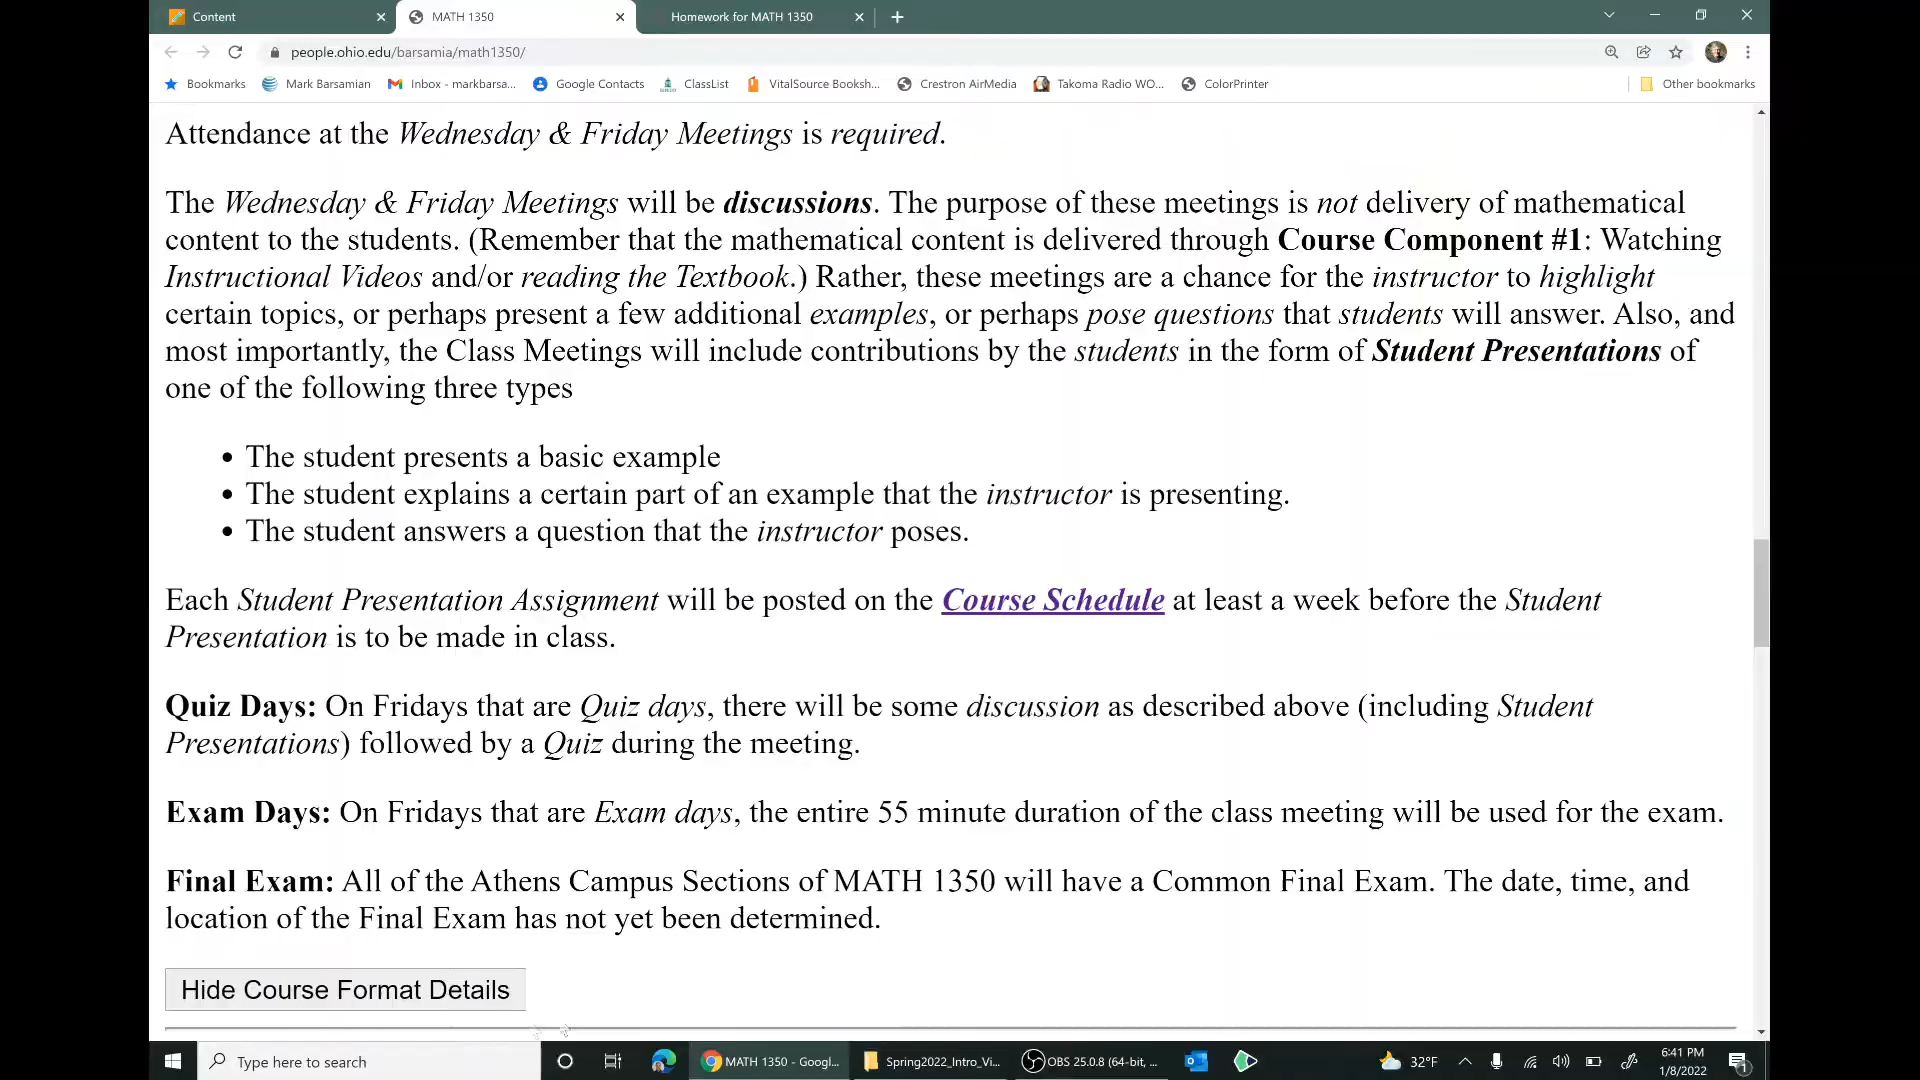 Content
MATH 1350
Homework for MATH 1350
people.ohio.edu/barsamia/math1350/
Bookmarks
Mark Barsamian
Inbox - markbarsa...
Google Contacts
ClassList
VitalSource Booksh...
Crestron AirMedia
Takoma Radio WO...
ColorPrinter
Other bookmarks
Attendance at the Wednesday & Friday Meetings is required.
The Wednesday & Friday Meetings will be discussions. The purpose of these meetings is not delivery of mathematical
content to the students. (Remember that the mathematical content is delivered through Course Component #1: Watching
Instructional Videos and/or reading the Textbook.) Rather, these meetings are a chance for the instructor to highlight
certain topics, or perhaps present a few additional examples, or perhaps pose questions that students will answer. Also, and
most importantly, the Class Meetings will include contributions by the students in the form of Student Presentations of
one of the following three types
• The student presents a basic example
• The student explains a certain part of an example that the instructor is presenting.
• The student answers a question that the instructor poses.
Each Student Presentation Assignment will be posted on the Course Schedule at least a week before the Student
Presentation is to be made in class.
Quiz Days: On Fridays that are Quiz days, there will be some discussion as described above (including Student
Presentations) followed by a Quiz during the meeting.
Exam Days: On Fridays that are Exam days, the entire 55 minute duration of the class meeting will be used for the exam.
Final Exam: All of the Athens Campus Sections of MATH 1350 will have a Common Final Exam. The date, time, and
location of the Final Exam has not yet been determined.
Hide Course Format Details
Type here to search
MATH 1350 - Googl...
Spring2022_Intro_Vi...
OBS 25.0.8 (64-bit, ...
32°F
6:41 PM
1/8/2022
1